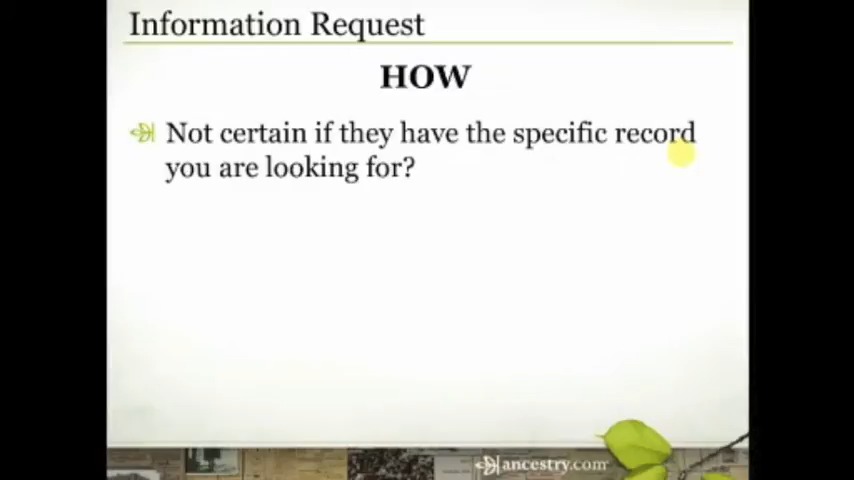 Information Request
HOW
Not certain if they have the specific record
you are looking for?
ancestry.com